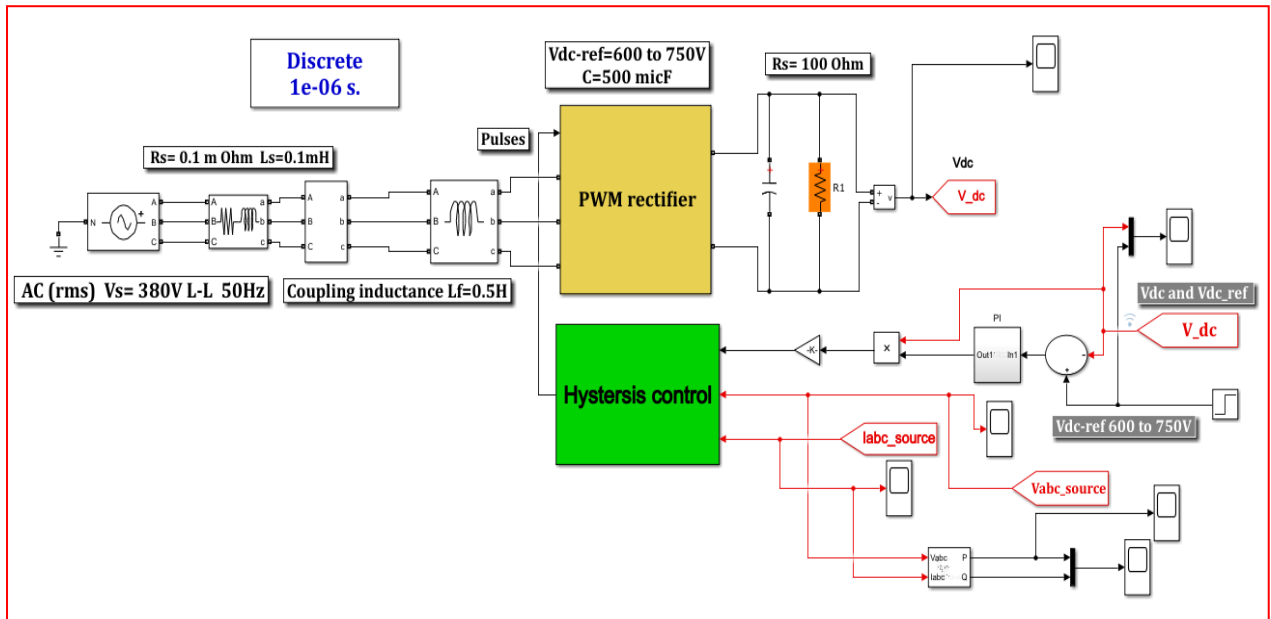 Discrete
1e-06 s.
Vdc-ref=600 to 750V
C=500 micF
Rs= 100 Ohm
Pulses
Rs= 0.1 m Ohm Ls=0.1mH
PWM rectifier
R1
+
-
v
Vdc
V_dc
N
+
A
B
C
A
B
C
a
b
c
A
B
C
a
b
c
A
B
C
a
b
c
AC (rms) Vs= 380V L-L 50Hz
Coupling inductance Lf=0.5H
Vdc and Vdc_ref
V_dc
PI
Out1
In1
-K-
×
-
+
Hystersis control
Vdc-ref 600 to 750V
Iabc_source
Vabc_source
Vabc
Iabc
P
Q